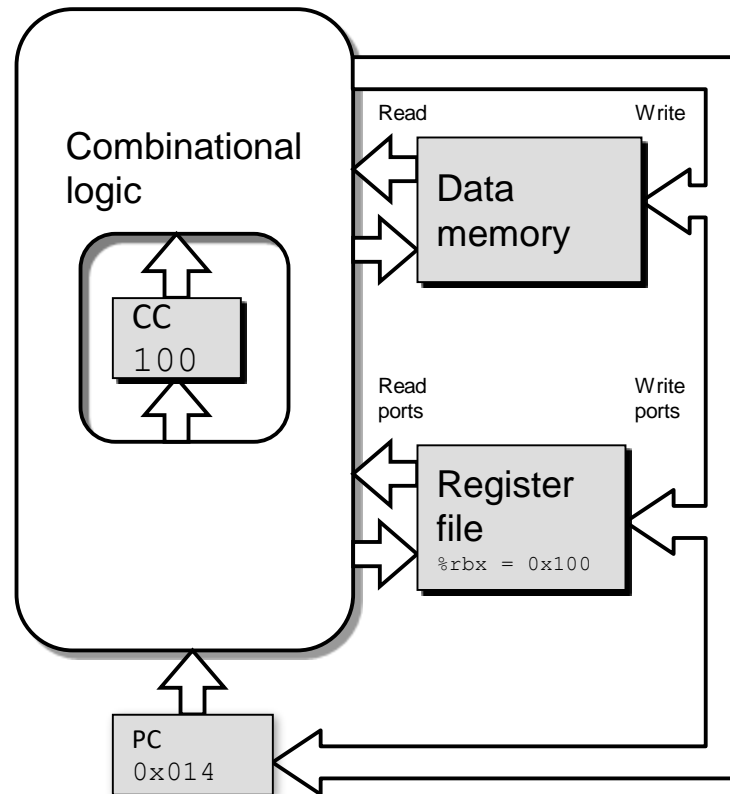 Combinational
logic
CC
100
Read
Write
Data
memory
Read
ports
Write
ports
Register
file
%rbx = 0x100
PC
0x014